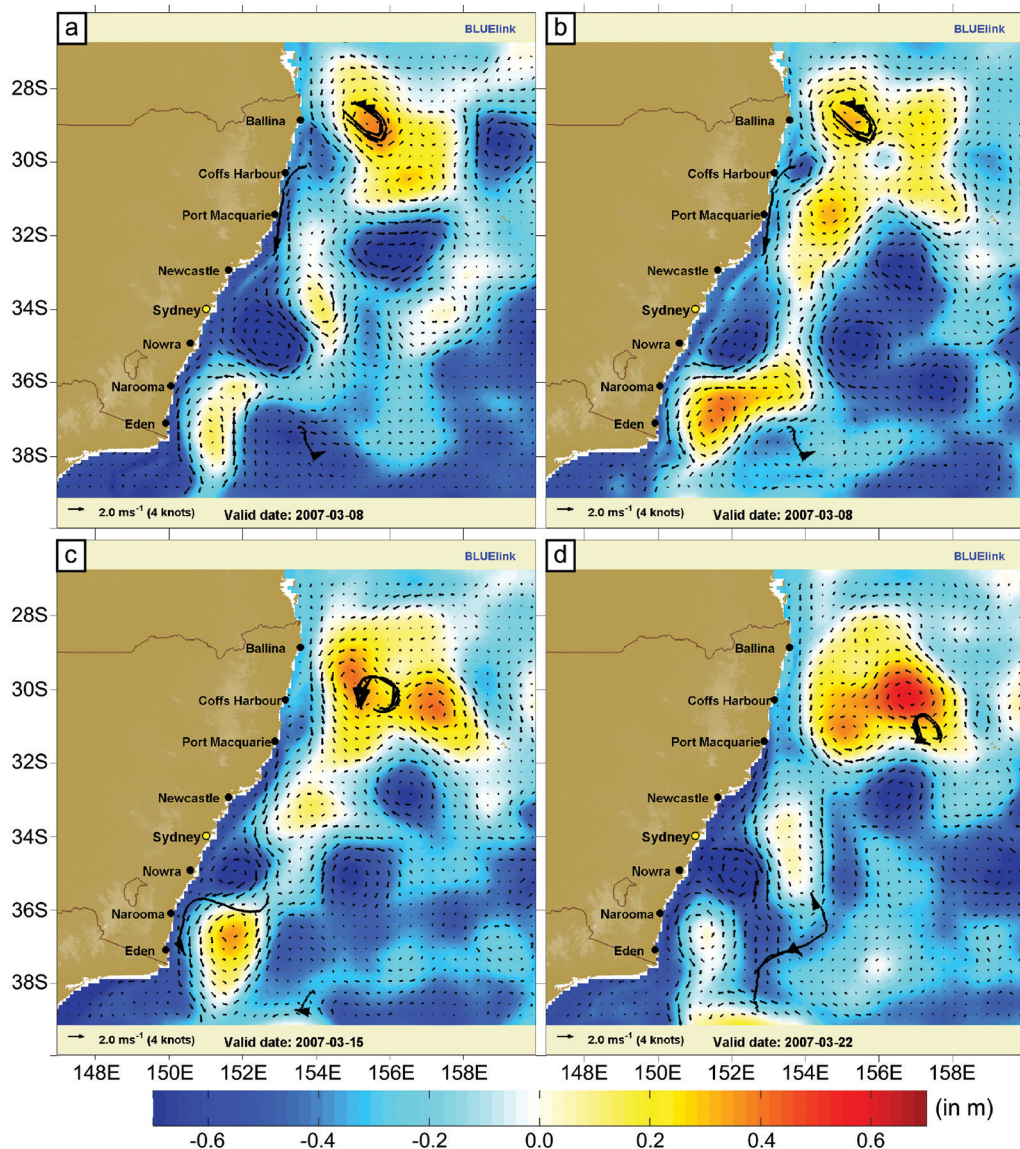 a
BLUElink
b
BLUElink
28S
30S
32S
34S
36S
38S
Ballina
Coffs Harbour
Port Macquarie
Newcastle
Sydney
Nowra
Narooma
Eden
Ballina
Coffs Harbour
Port Macquarie
Newcastle
Sydney
Nowra
Narooma
Eden
2.0 ms⁻¹ (4 knots) Valid date: 2007-03-08
2.0 ms⁻¹ (4 knots) Valid date: 2007-03-08
c
BLUElink
d
BLUElink
28S
30S
32S
34S
36S
38S
Ballina
Coffs Harbour
Port Macquarie
Newcastle
Sydney
Nowra
Narooma
Eden
Ballina
Coffs Harbour
Port Macquarie
Newcastle
Sydney
Nowra
Narooma
Eden
2.0 ms⁻¹ (4 knots) Valid date: 2007-03-15
2.0 ms⁻¹ (4 knots) Valid date: 2007-03-22
148E 150E 152E 154E 156E 158E
148E 150E 152E 154E 156E 158E
(in m)
-0.6 -0.4 -0.2 0.0 0.2 0.4 0.6